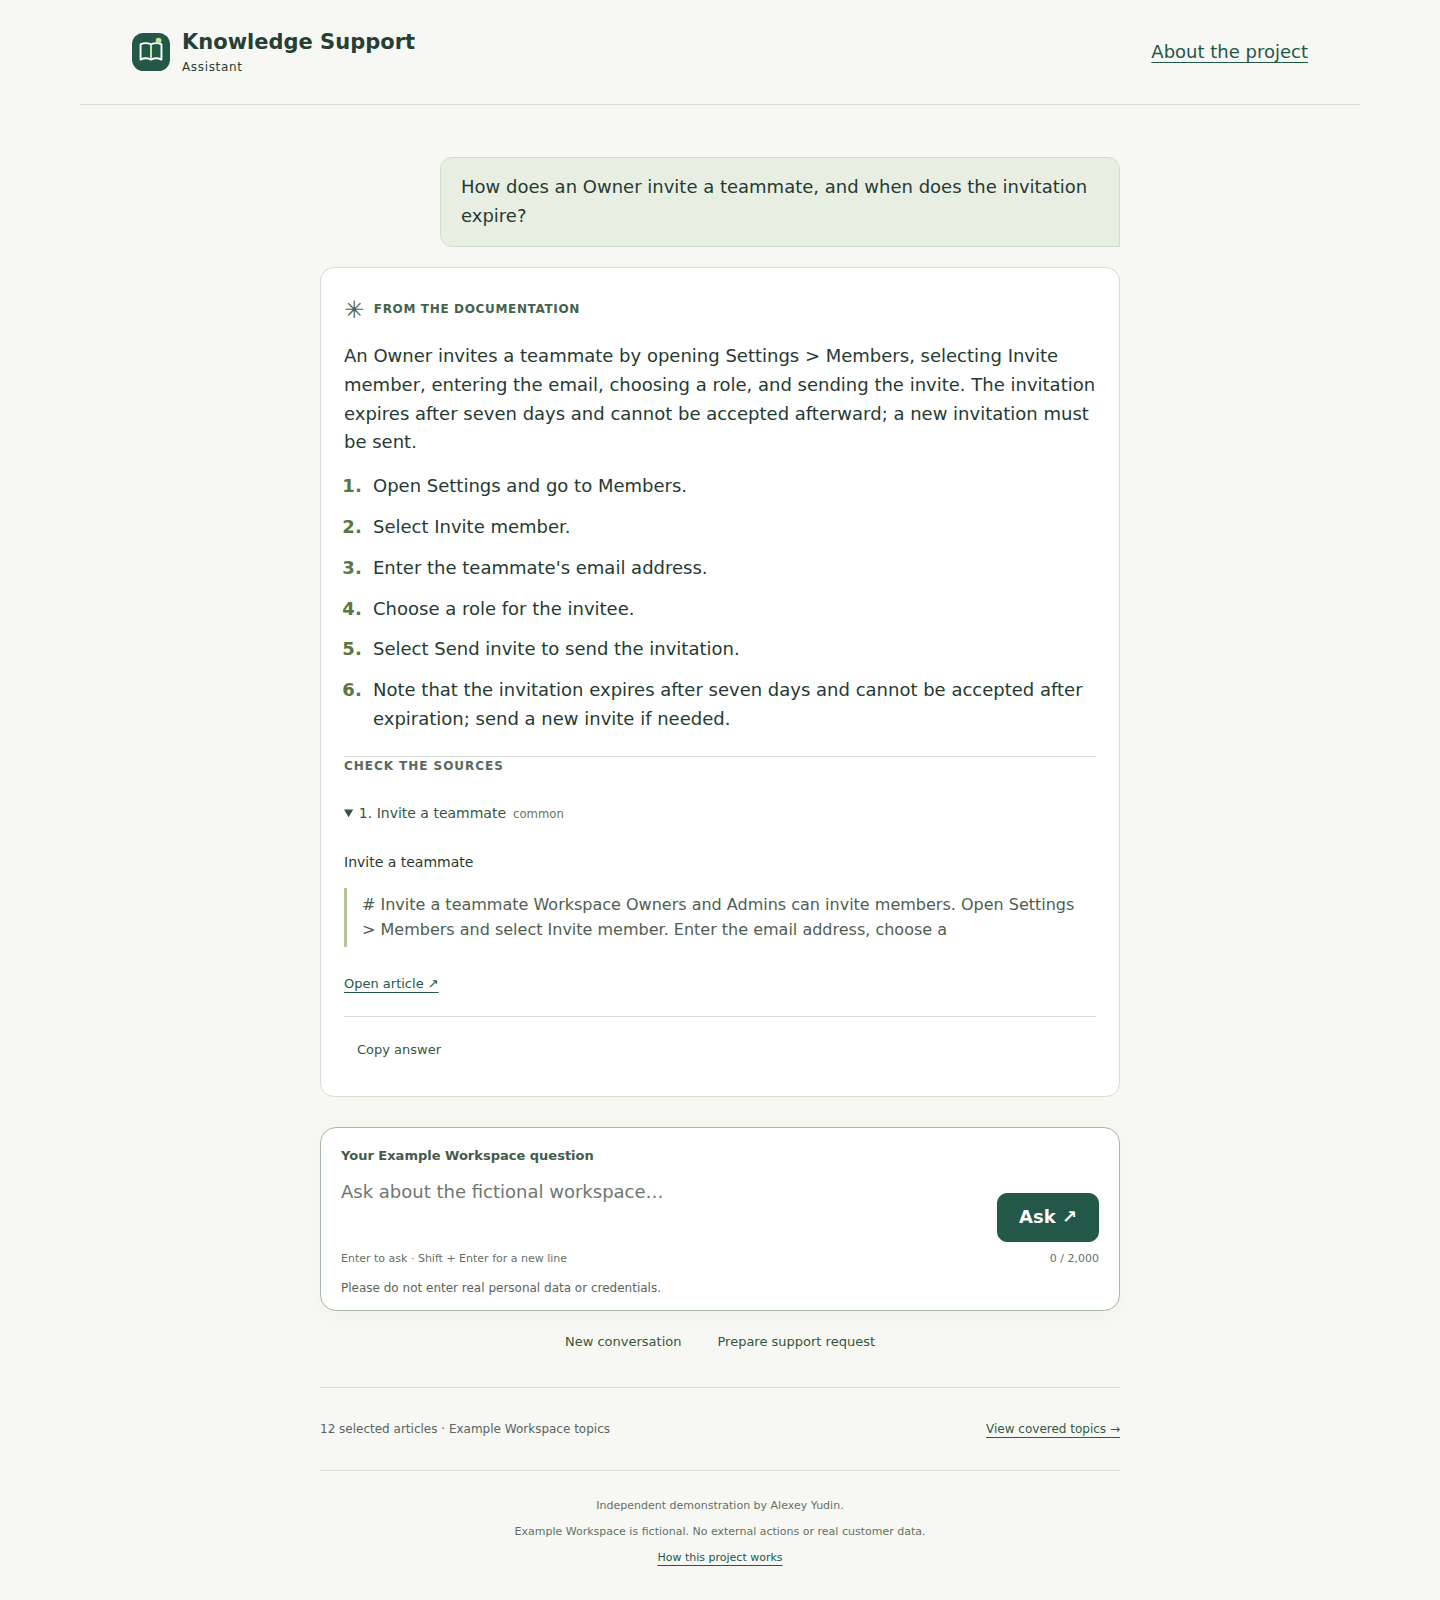 Knowledge Support
Assistant
About the project
How does an Owner invite a teammate, and when does the invitation
expire?
FROM THE DOCUMENTATION
An Owner invites a teammate by opening Settings > Members, selecting Invite
member, entering the email, choosing a role, and sending the invite. The invitation
expires after seven days and cannot be accepted afterward; a new invitation must
be sent.
1. Open Settings and go to Members.
2. Select Invite member.
3. Enter the teammate's email address.
4. Choose a role for the invitee.
5. Select Send invite to send the invitation.
6. Note that the invitation expires after seven days and cannot be accepted after
expiration; send a new invite if needed.
CHECK THE SOURCES
▼ 1. Invite a teammate common
Invite a teammate
# Invite a teammate Workspace Owners and Admins can invite members. Open Settings
> Members and select Invite member. Enter the email address, choose a
Open article ↗
Copy answer
Your Example Workspace question
Ask about the fictional workspace…
Ask ↗
Enter to ask · Shift + Enter for a new line
0 / 2,000
Please do not enter real personal data or credentials.
New conversation
Prepare support request
12 selected articles · Example Workspace topics
View covered topics →
Independent demonstration by Alexey Yudin.
Example Workspace is fictional. No external actions or real customer data.
How this project works